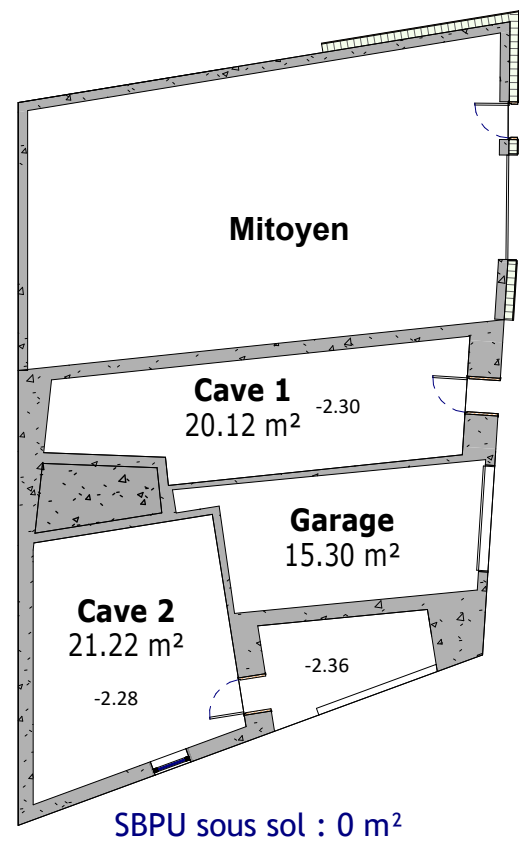 Mitoyen
Cave 1
20.12 m²
-2.30
Garage
15.30 m²
Cave 2
21.22 m²
-2.36
-2.28
SBPU sous sol : 0 m²